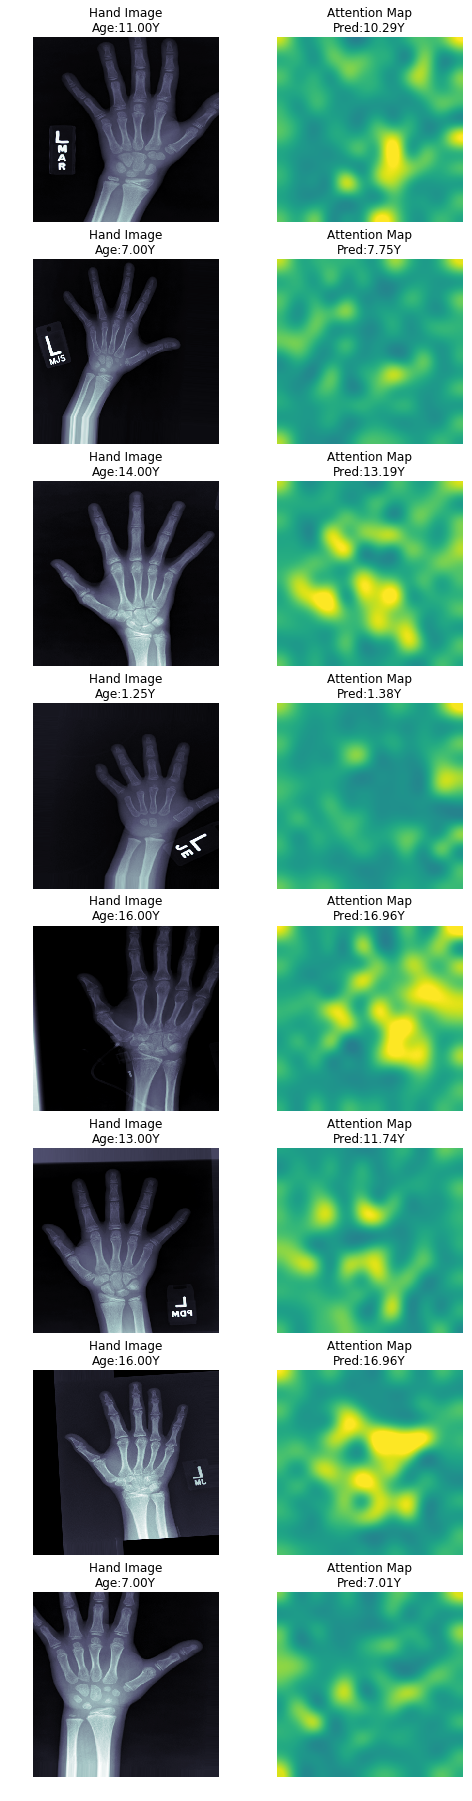 Hand Image
Age:11.00Y
Attention Map
Pred:10.29Y
L
MAR
Hand Image
Age:7.00Y
Attention Map
Pred:7.75Y
L
MJS
Hand Image
Age:14.00Y
Attention Map
Pred:13.19Y
Hand Image
Age:1.25Y
Attention Map
Pred:1.38Y
L
JE
Hand Image
Age:16.00Y
Attention Map
Pred:16.96Y
Hand Image
Age:13.00Y
Attention Map
Pred:11.74Y
L
PDM
Hand Image
Age:16.00Y
Attention Map
Pred:16.96Y
L
ML
Hand Image
Age:7.00Y
Attention Map
Pred:7.01Y